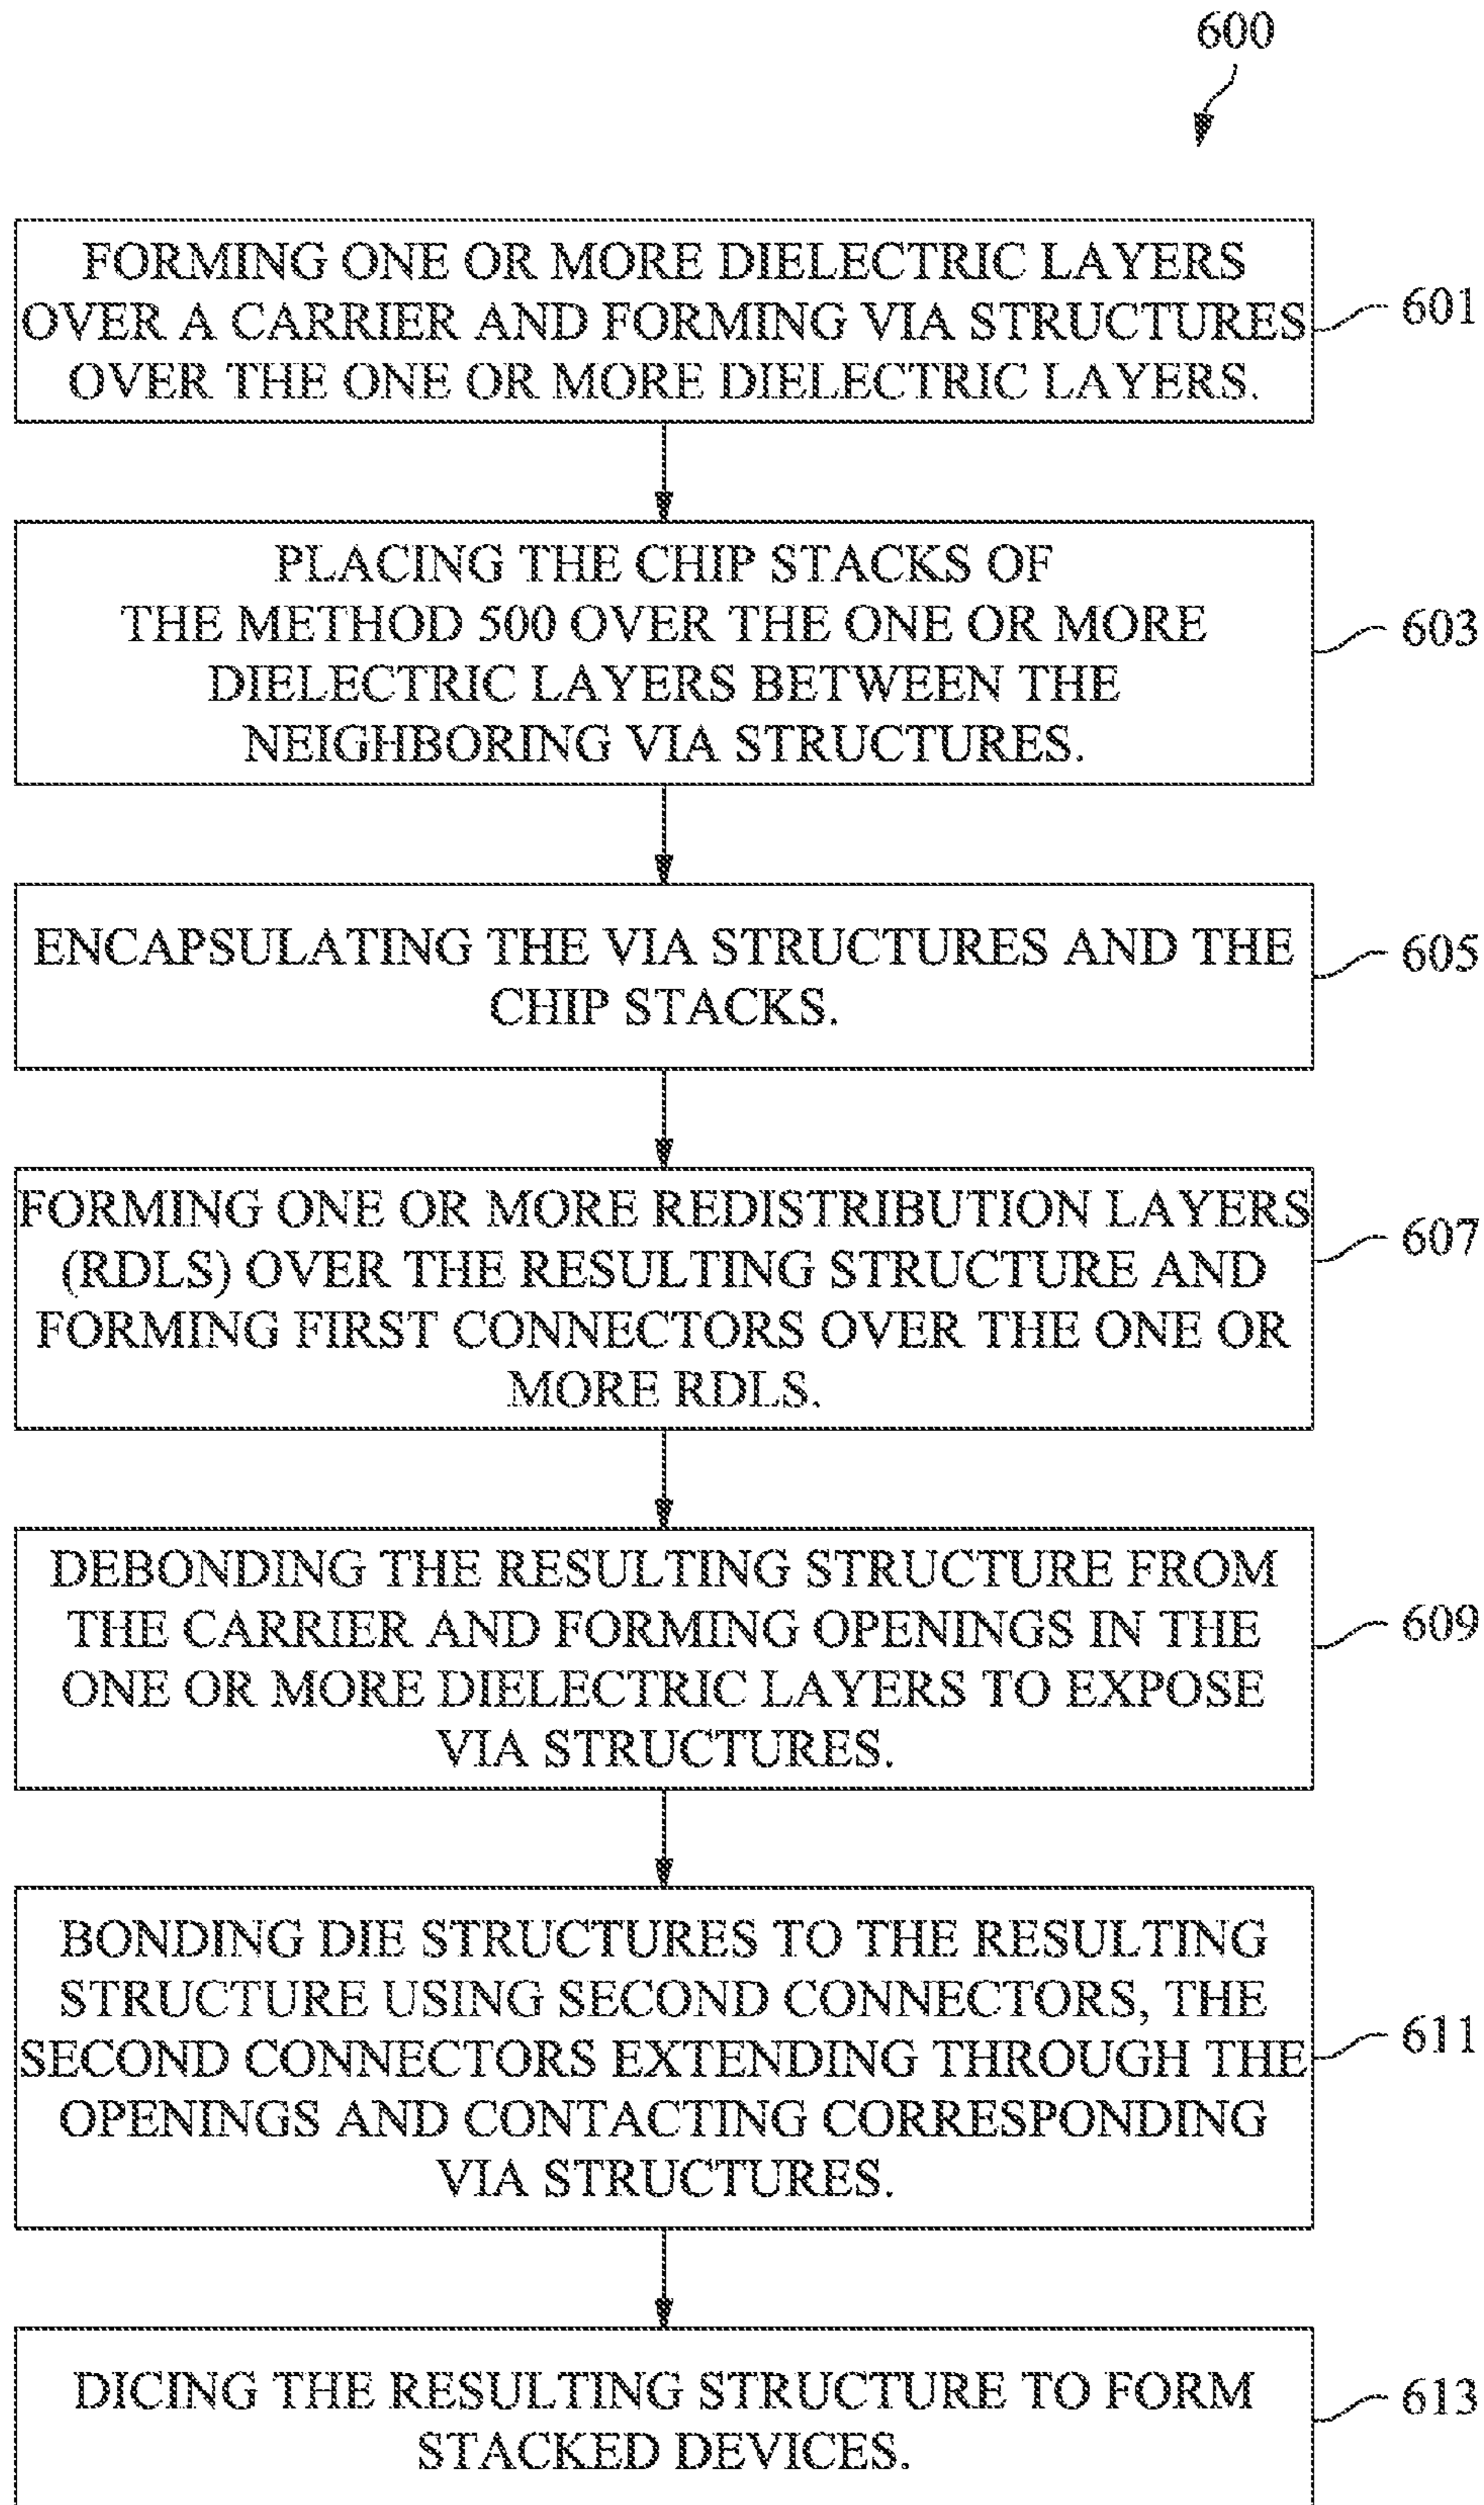 600
FORMING ONE OR MORE DIELECTRIC LAYERS
OVER A CARRIER AND FORMING VIA STRUCTURES
OVER THE ONE OR MORE DIELECTRIC LAYERS.
601
PLACING THE CHIP STACKS OF
THE METHOD 500 OVER THE ONE OR MORE
DIELECTRIC LAYERS BETWEEN THE
NEIGHBORING VIA STRUCTURES.
603
ENCAPSULATING THE VIA STRUCTURES AND THE
CHIP STACKS.
605
FORMING ONE OR MORE REDISTRIBUTION LAYERS
(RDLS) OVER THE RESULTING STRUCTURE AND
FORMING FIRST CONNECTORS OVER THE ONE OR
MORE RDLS.
607
DEBONDING THE RESULTING STRUCTURE FROM
THE CARRIER AND FORMING OPENINGS IN THE
ONE OR MORE DIELECTRIC LAYERS TO EXPOSE
VIA STRUCTURES.
609
BONDING DIE STRUCTURES TO THE RESULTING
STRUCTURE USING SECOND CONNECTORS, THE
SECOND CONNECTORS EXTENDING THROUGH THE
OPENINGS AND CONTACTING CORRESPONDING
VIA STRUCTURES.
611
DICING THE RESULTING STRUCTURE TO FORM
STACKED DEVICES.
613